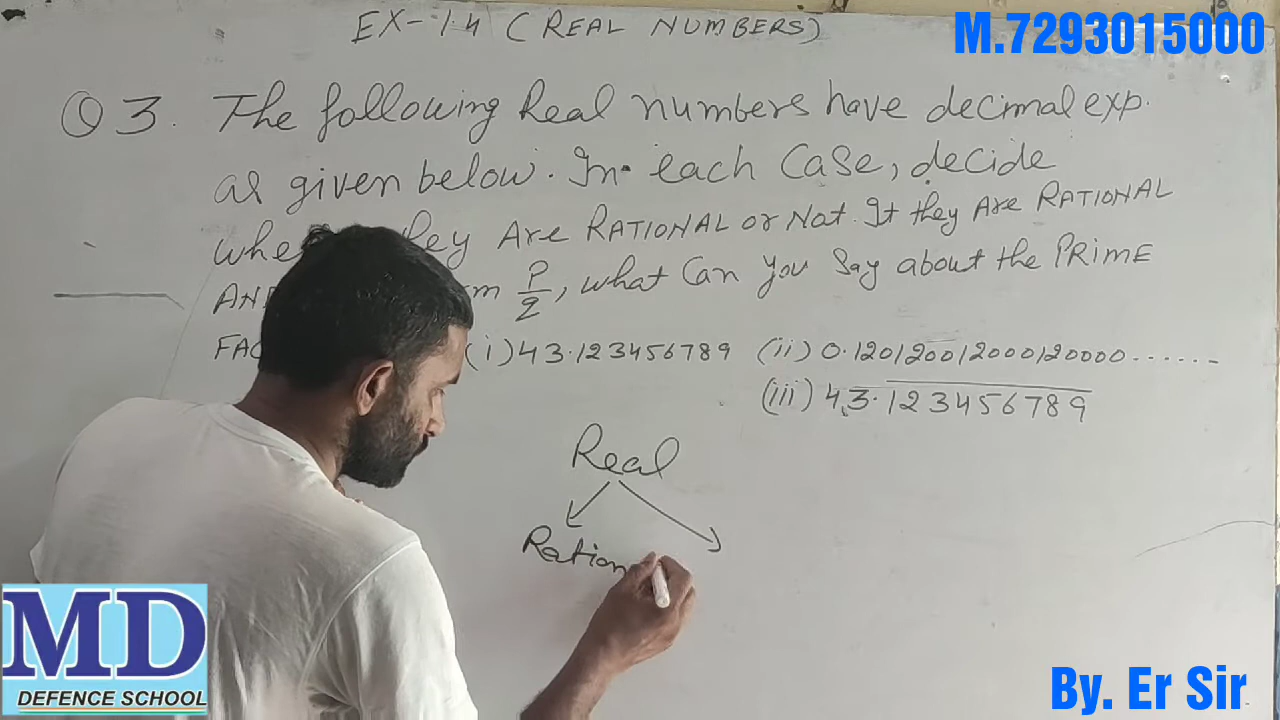 EX-1.4 (REAL NUMBERS)
M.7293015000
Q3. The following Real numbers have decimal exp.
as given below. In each Case, decide
whe they Are RATIONAL or Not. If they Are RATIONAL
AN m P/q, what Can you Say about the PRIME
FA (i) 43.123456789 (ii) 0.120120012000120000......
(iii) 43.123456789
Real
Ration
MD
DEFENCE SCHOOL
By. Er Sir